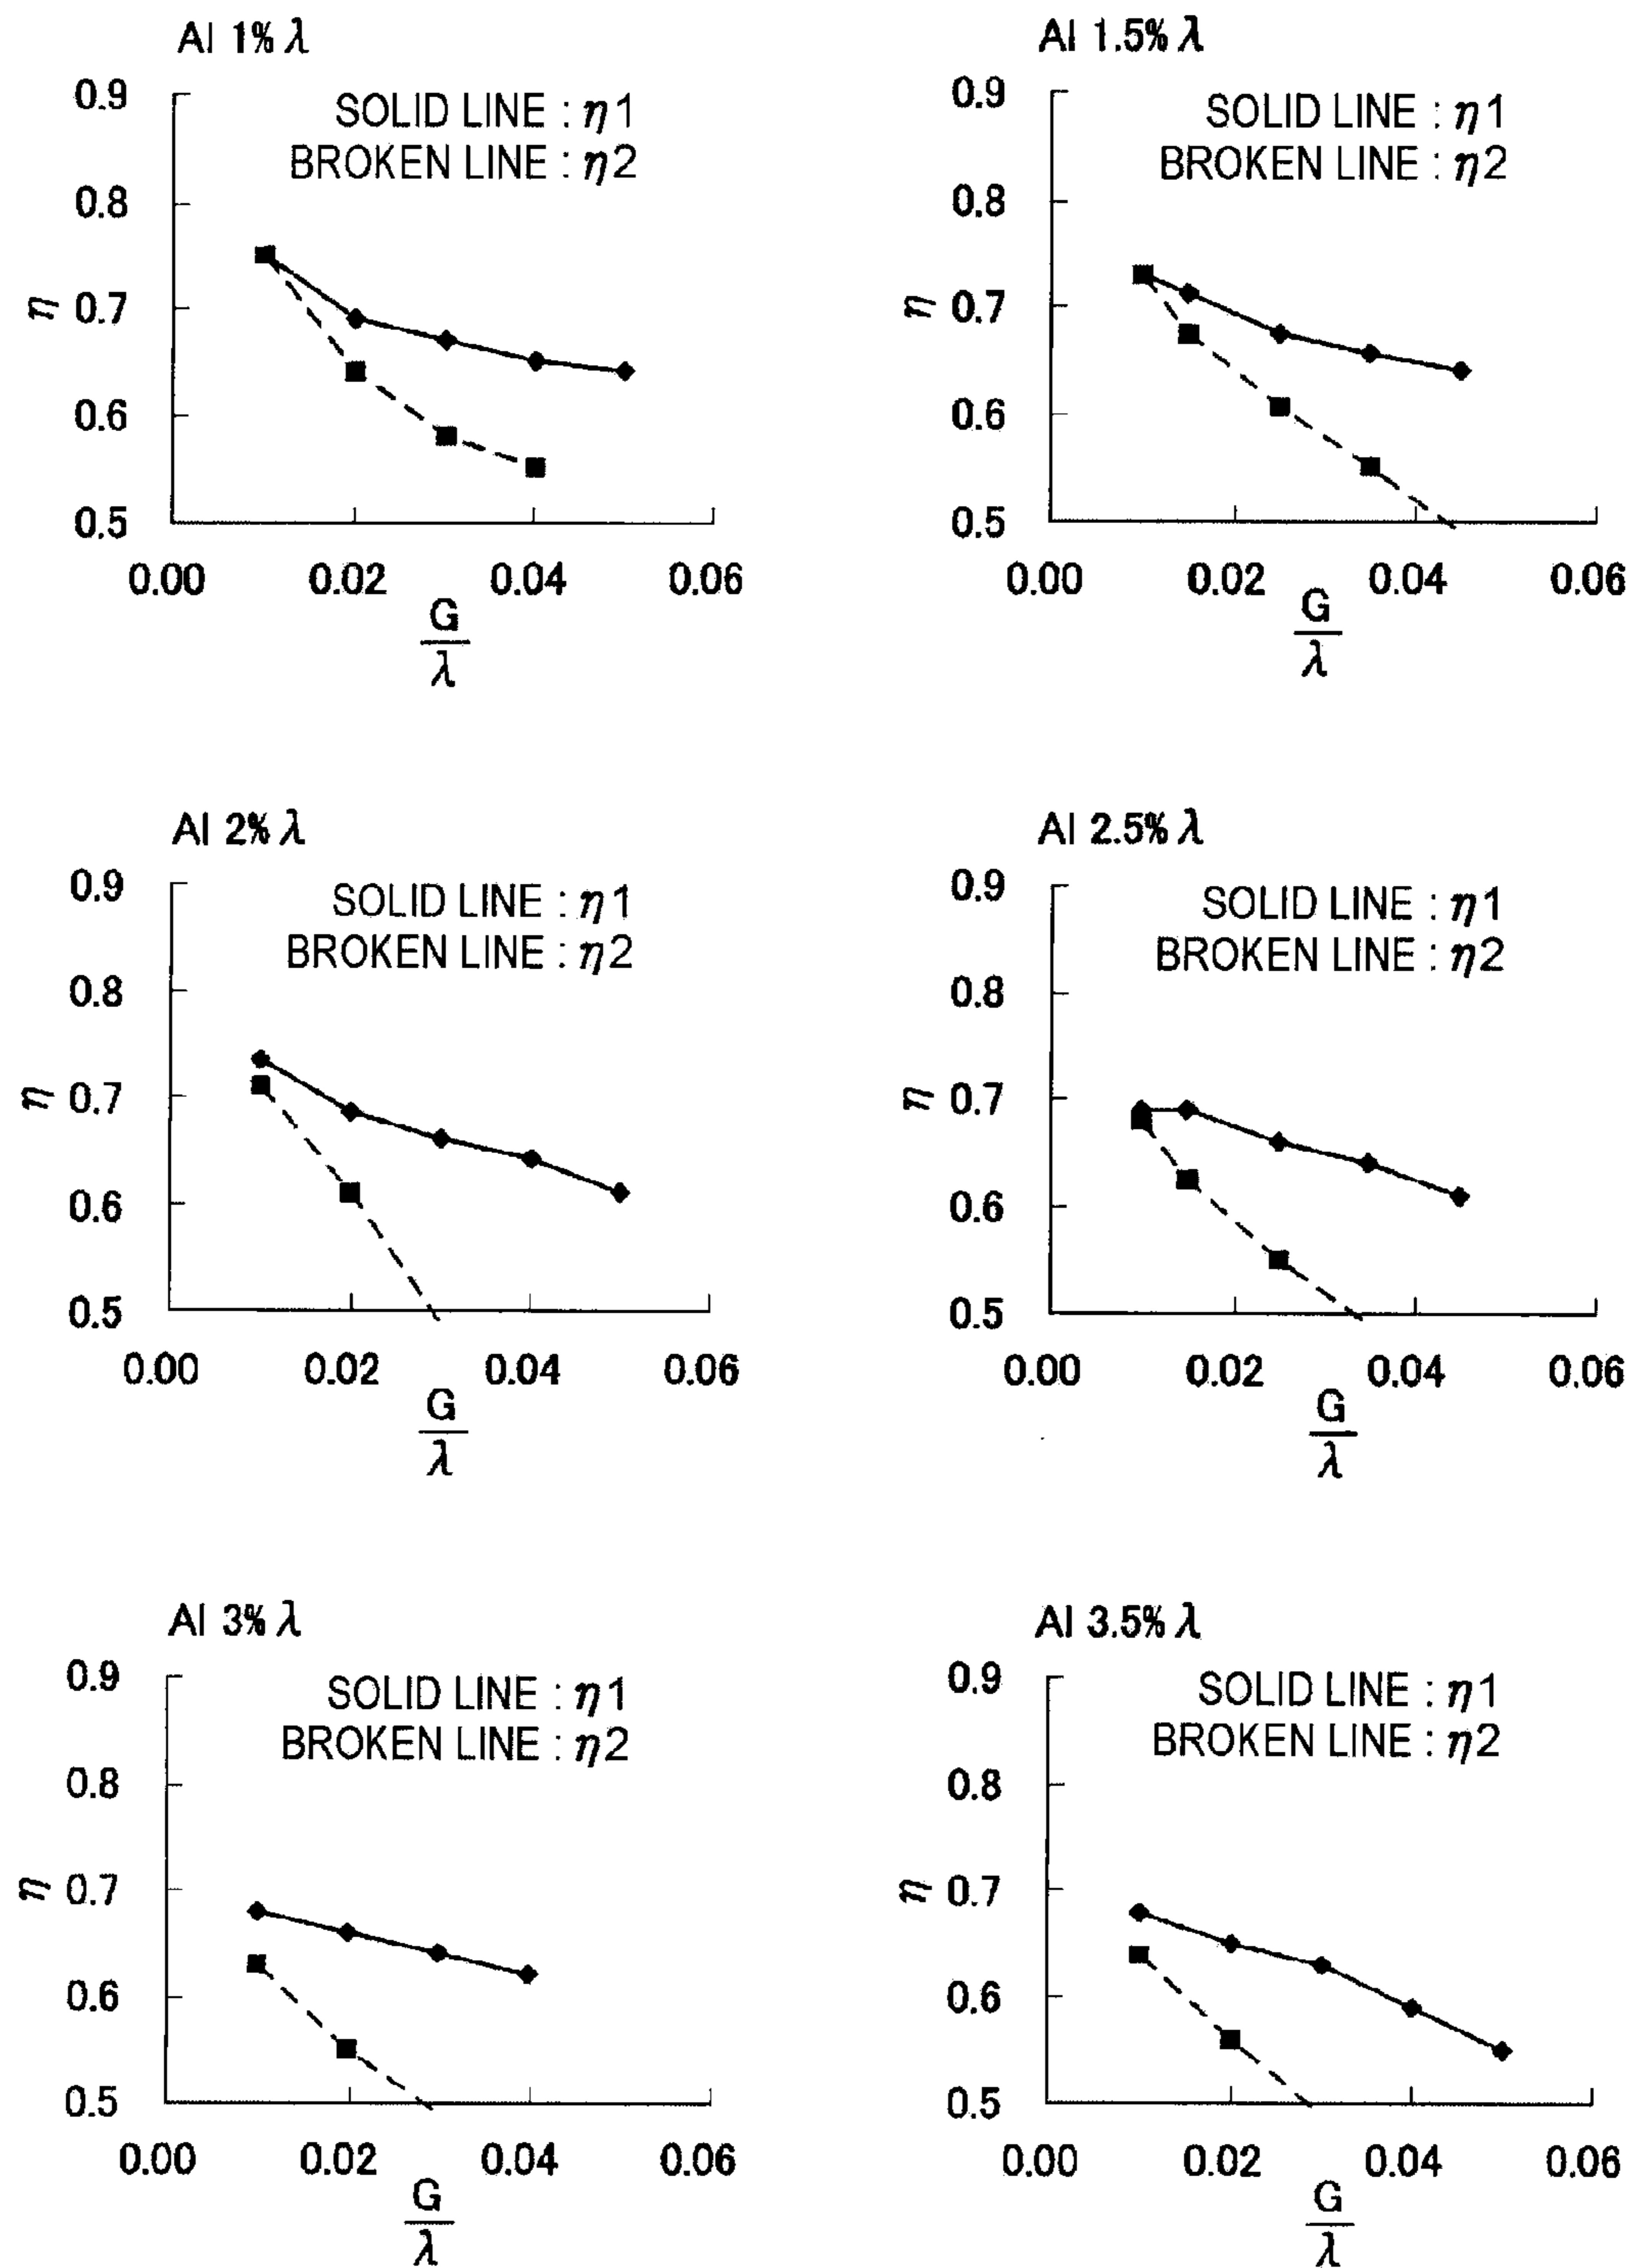 Al 1% λ
SOLID LINE : η1
BROKEN LINE : η2
0.9
0.8
η 0.7
0.6
0.5
0.00 0.02 0.04 0.06
G
λ
Al 1.5% λ
SOLID LINE : η1
BROKEN LINE : η2
0.9
0.8
η 0.7
0.6
0.5
0.00 0.02 0.04 0.06
G
λ
Al 2% λ
SOLID LINE : η1
BROKEN LINE : η2
0.9
0.8
η 0.7
0.6
0.5
0.00 0.02 0.04 0.06
G
λ
Al 2.5% λ
SOLID LINE : η1
BROKEN LINE : η2
0.9
0.8
η 0.7
0.6
0.5
0.00 0.02 0.04 0.06
G
λ
Al 3% λ
SOLID LINE : η1
BROKEN LINE : η2
0.9
0.8
η 0.7
0.6
0.5
0.00 0.02 0.04 0.06
G
λ
Al 3.5% λ
SOLID LINE : η1
BROKEN LINE : η2
0.9
0.8
η 0.7
0.6
0.5
0.00 0.02 0.04 0.06
G
λ